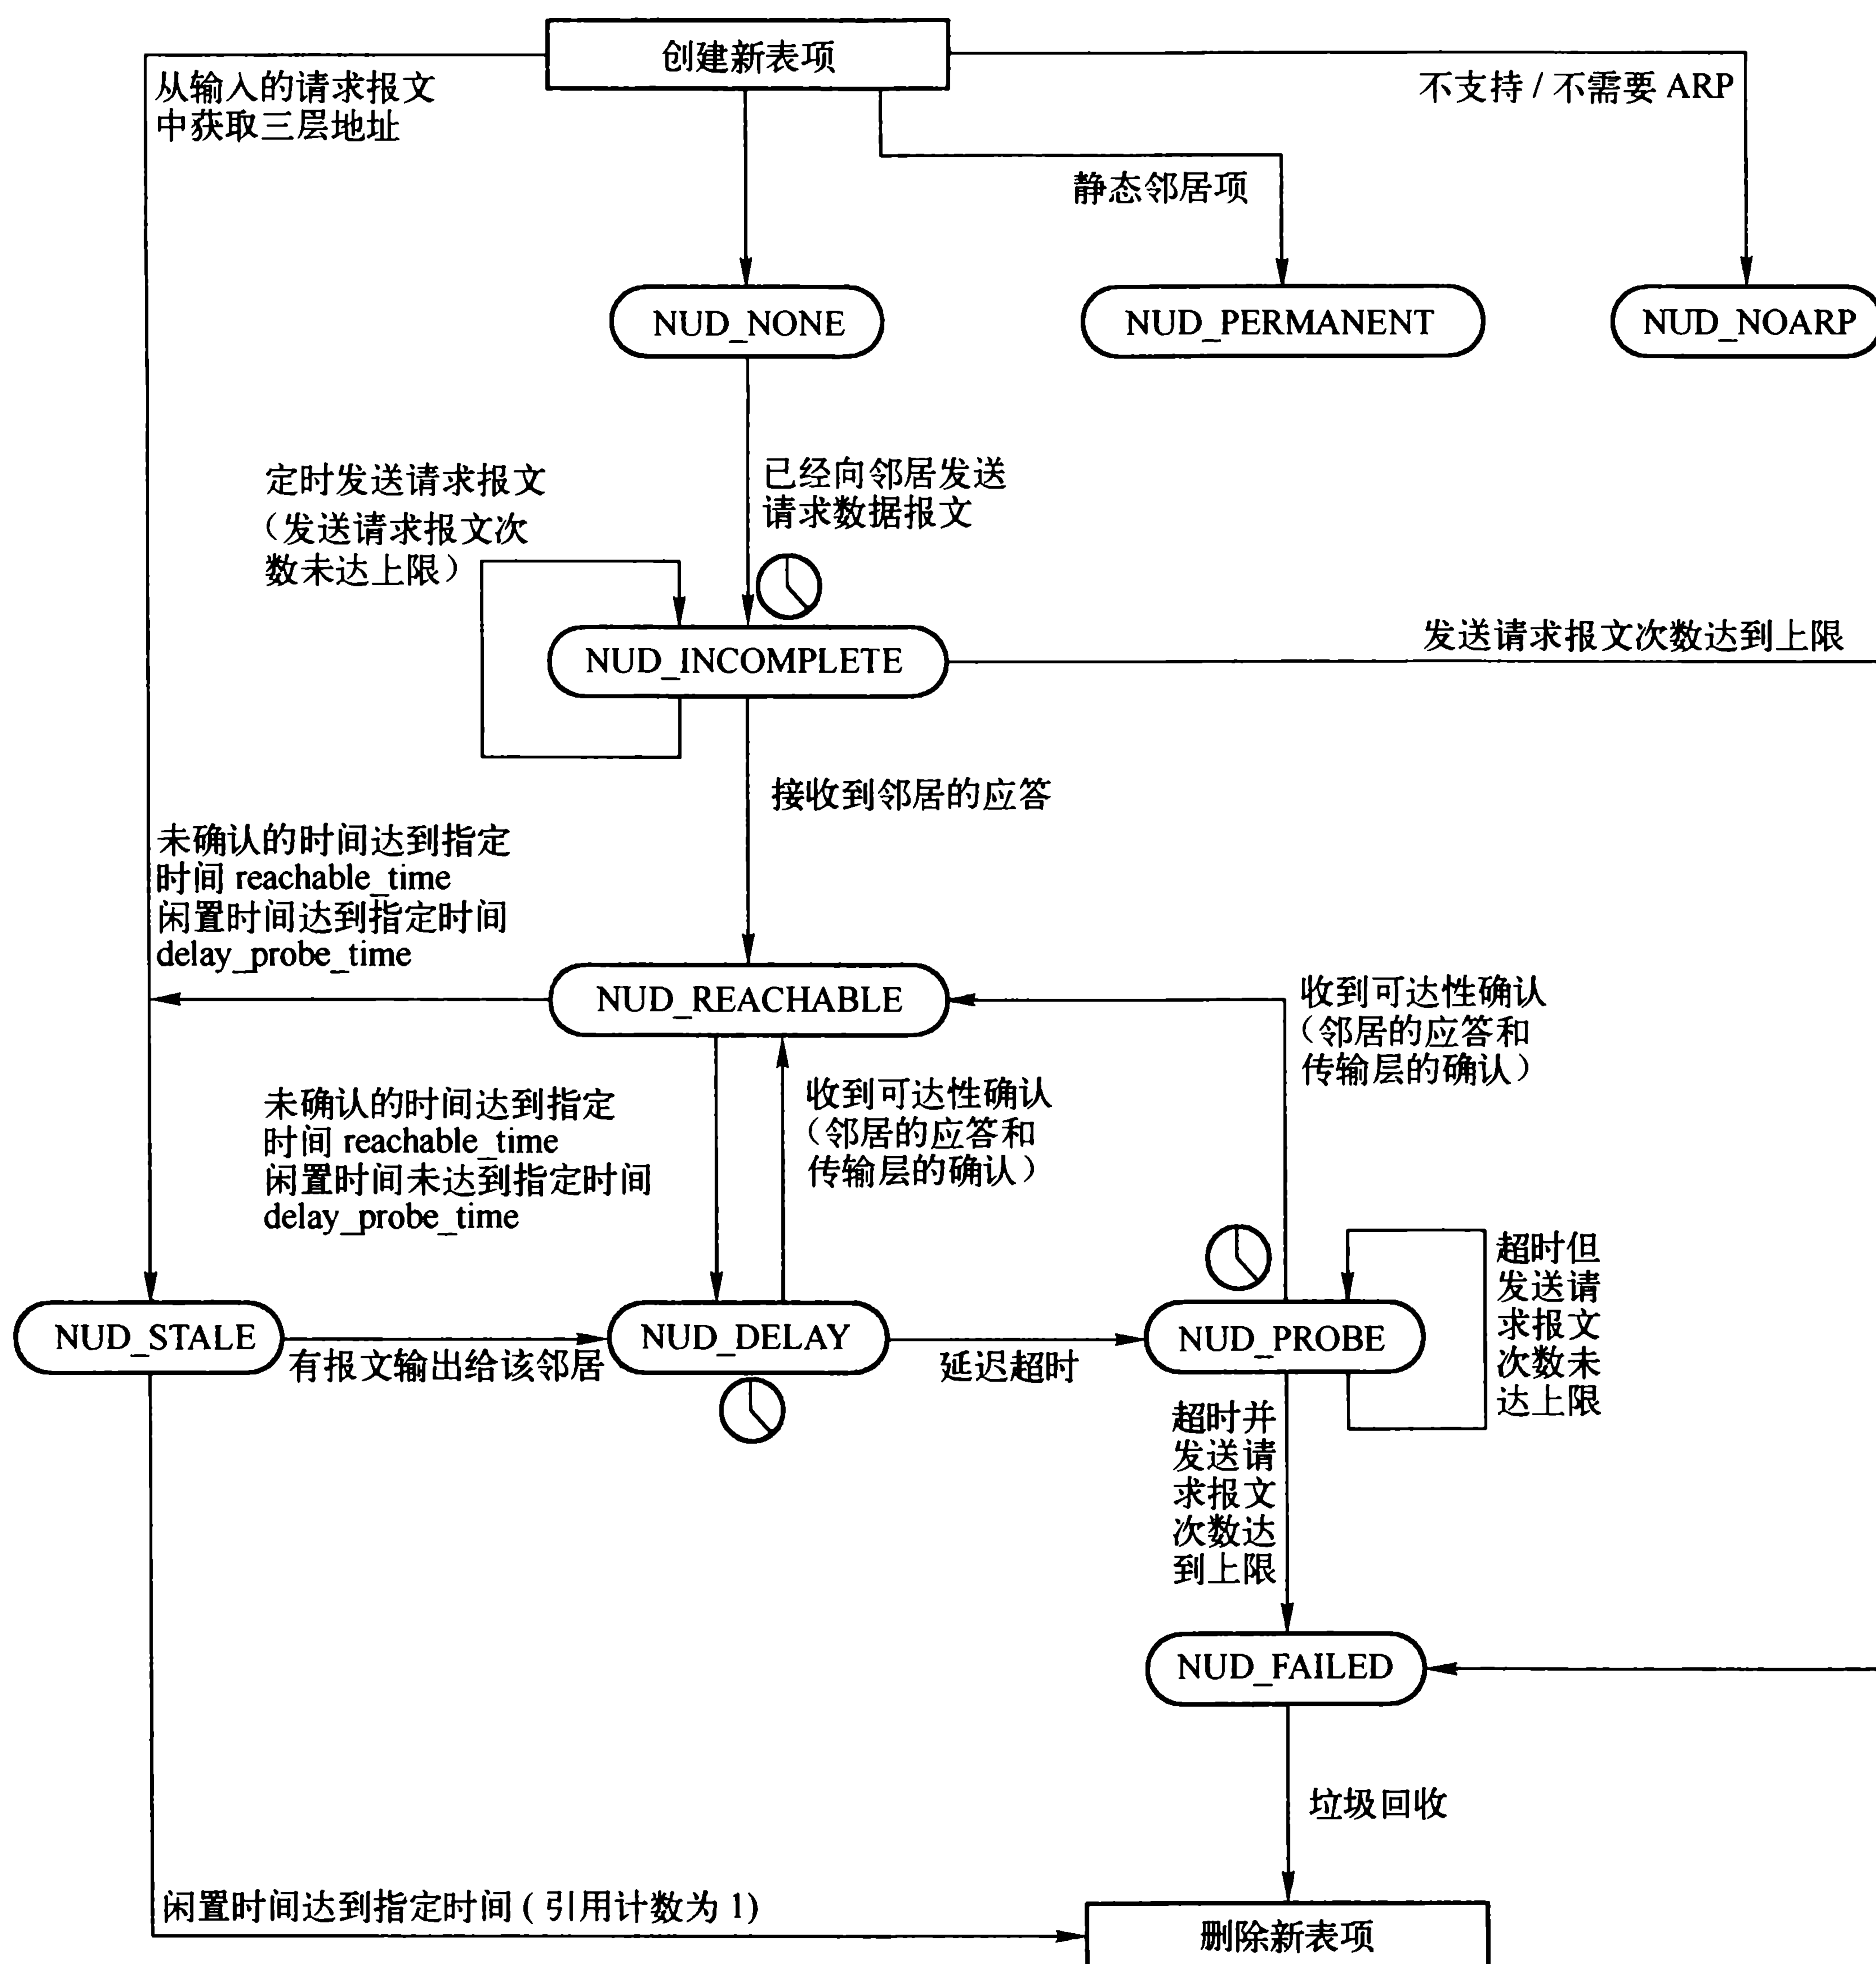 创建新表项
从输入的请求报文
中获取三层地址
不支持 / 不需要 ARP
静态邻居项
NUD_NONE
NUD_PERMANENT
NUD_NOARP
定时发送请求报文
（发送请求报文次
数未达上限）
已经向邻居发送
请求数据报文
发送请求报文次数达到上限
NUD_INCOMPLETE
接收到邻居的应答
未确认的时间达到指定
时间 reachable_time
闲置时间达到指定时间
delay_probe_time
NUD_REACHABLE
收到可达性确认
（邻居的应答和
传输层的确认）
未确认的时间达到指定
时间 reachable_time
闲置时间未达到指定时间
delay_probe_time
收到可达性确认
（邻居的应答和
传输层的确认）
超时但
发送请
求报文
次数未
达上限
NUD_STALE
有报文输出给该邻居
NUD_DELAY
延迟超时
NUD_PROBE
超时并
发送请
求报文
次数达
到上限
NUD_FAILED
垃圾回收
闲置时间达到指定时间 ( 引用计数为 1)
删除新表项